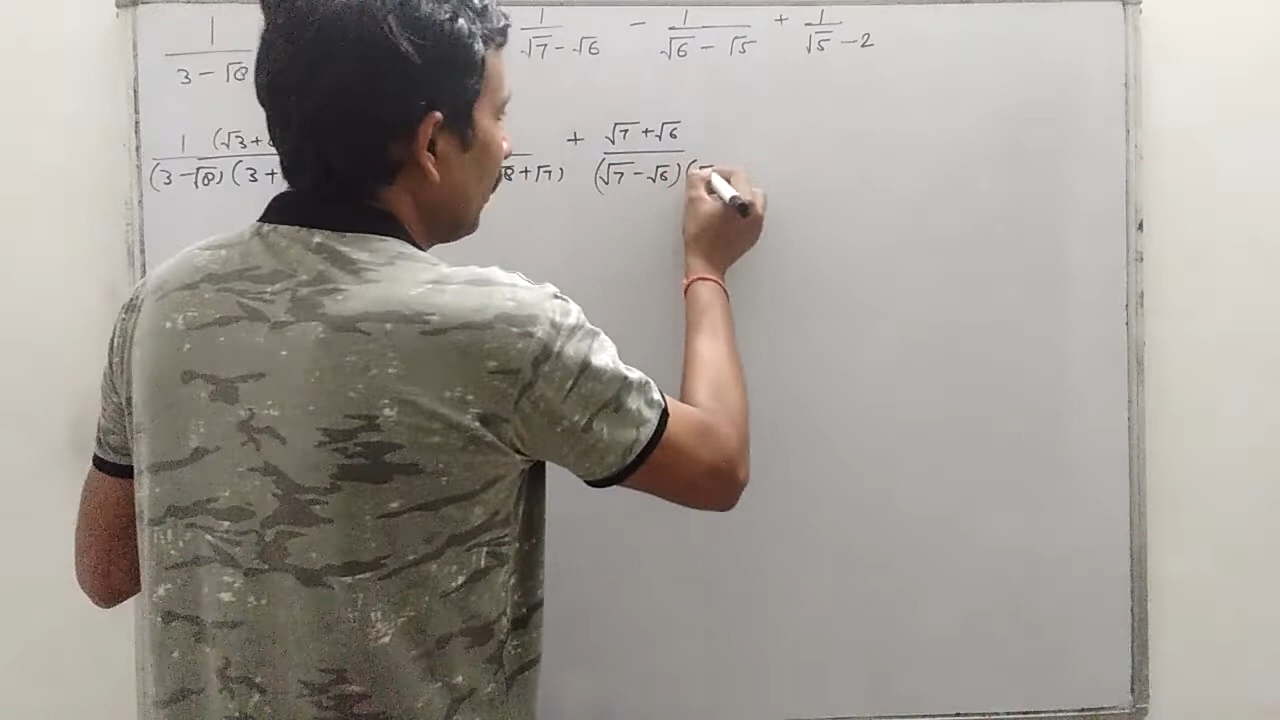 1/(3 - √8 1/(√7 - √6) - 1/(√6 - √5) + 1/(√5 - 2)
1 (√3 + /(3 - √8)(3 + √8 + √7) + (√7 + √6)/(√7 - √6)(